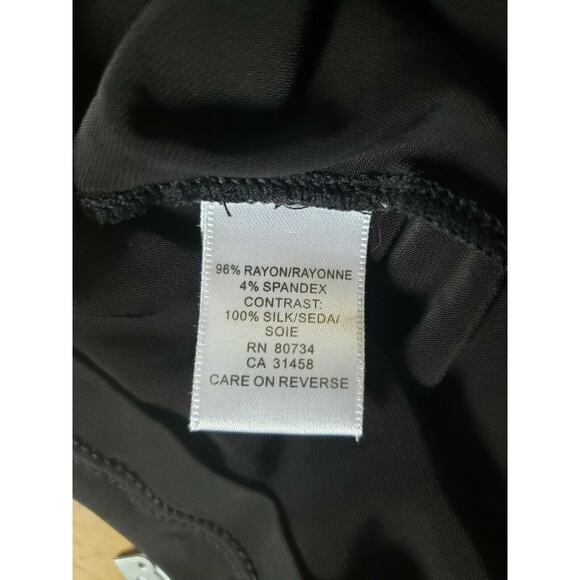 96% RAYON/RAYONNE
4% SPANDEX
CONTRAST:
100% SILK/SEDA/
SOIE
RN 80734
CA 31458
CARE ON REVERSE